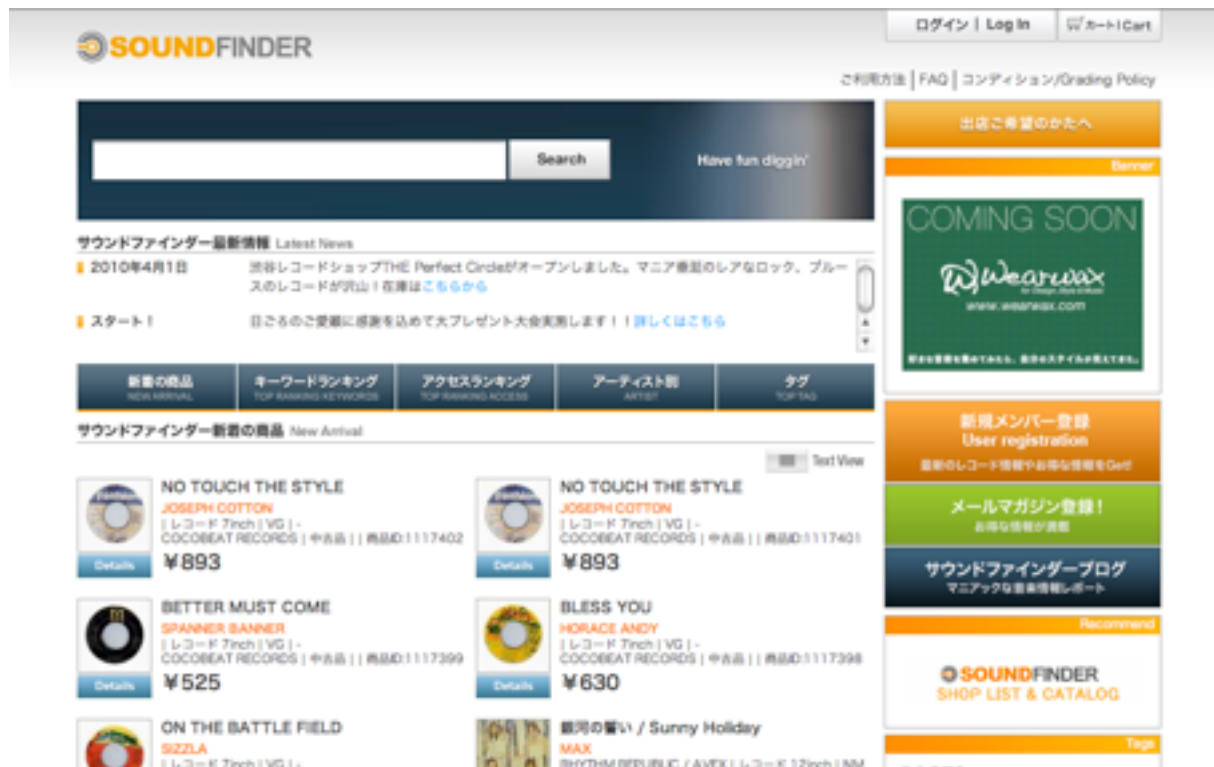 ログイン | Log In
カート|Cart
SOUNDFINDER
ご利用方法 | FAQ | コンディション/Grading Policy
Search
Have fun diggin'
出店ご希望のかたへ
Banner
COMING SOON
Wearwax
www.wearwax.com
サウンドファインダー最新情報 Latest News
2010年4月1日
渋谷レコードショップTHE Perfect Circleがオープンしました。マニア垂涎のレアなロック、ブルー
スのレコードが沢山!在庫はこちらから
スタート!
日ごろのご愛顧に感謝を込めて大プレゼント大会実施します!!詳しくはこちら
新着の商品
NEW ARRIVAL
キーワードランキング
TOP RANKING KEYWORDS
アクセスランキング
TOP RANKING ACCESS
アーティスト別
ARTIST
タグ
TOP TAG
サウンドファインダー新着の商品 New Arrival
Text View
NO TOUCH THE STYLE
JOSEPH COTTON
| レコード 7inch | VG | -
COCOBEAT RECORDS | 中古品 | | 商品ID:1117402
Details
¥893
NO TOUCH THE STYLE
JOSEPH COTTON
| レコード 7inch | VG | -
COCOBEAT RECORDS | 中古品 | | 商品ID:1117401
Details
¥893
BETTER MUST COME
SPANNER BANNER
| レコード 7inch | VG | -
COCOBEAT RECORDS | 中古品 | | 商品ID:1117399
Details
¥525
BLESS YOU
HORACE ANDY
| レコード 7inch | VG | -
COCOBEAT RECORDS | 中古品 | | 商品ID:1117398
Details
¥630
ON THE BATTLE FIELD
SIZZLA
| レコード 7inch | VG | -
銀河の誓い / Sunny Holiday
MAX
RHYTHM REPUBLIC / AVEX | レコード 12inch | NM
新規メンバー登録
User registration
最新のレコード情報やお得な情報をGet!
メールマガジン登録!
お得な情報が満載
サウンドファインダーブログ
マニアックな音楽情報レポート
Recommend
SOUNDFINDER
SHOP LIST & CATALOG
Tags